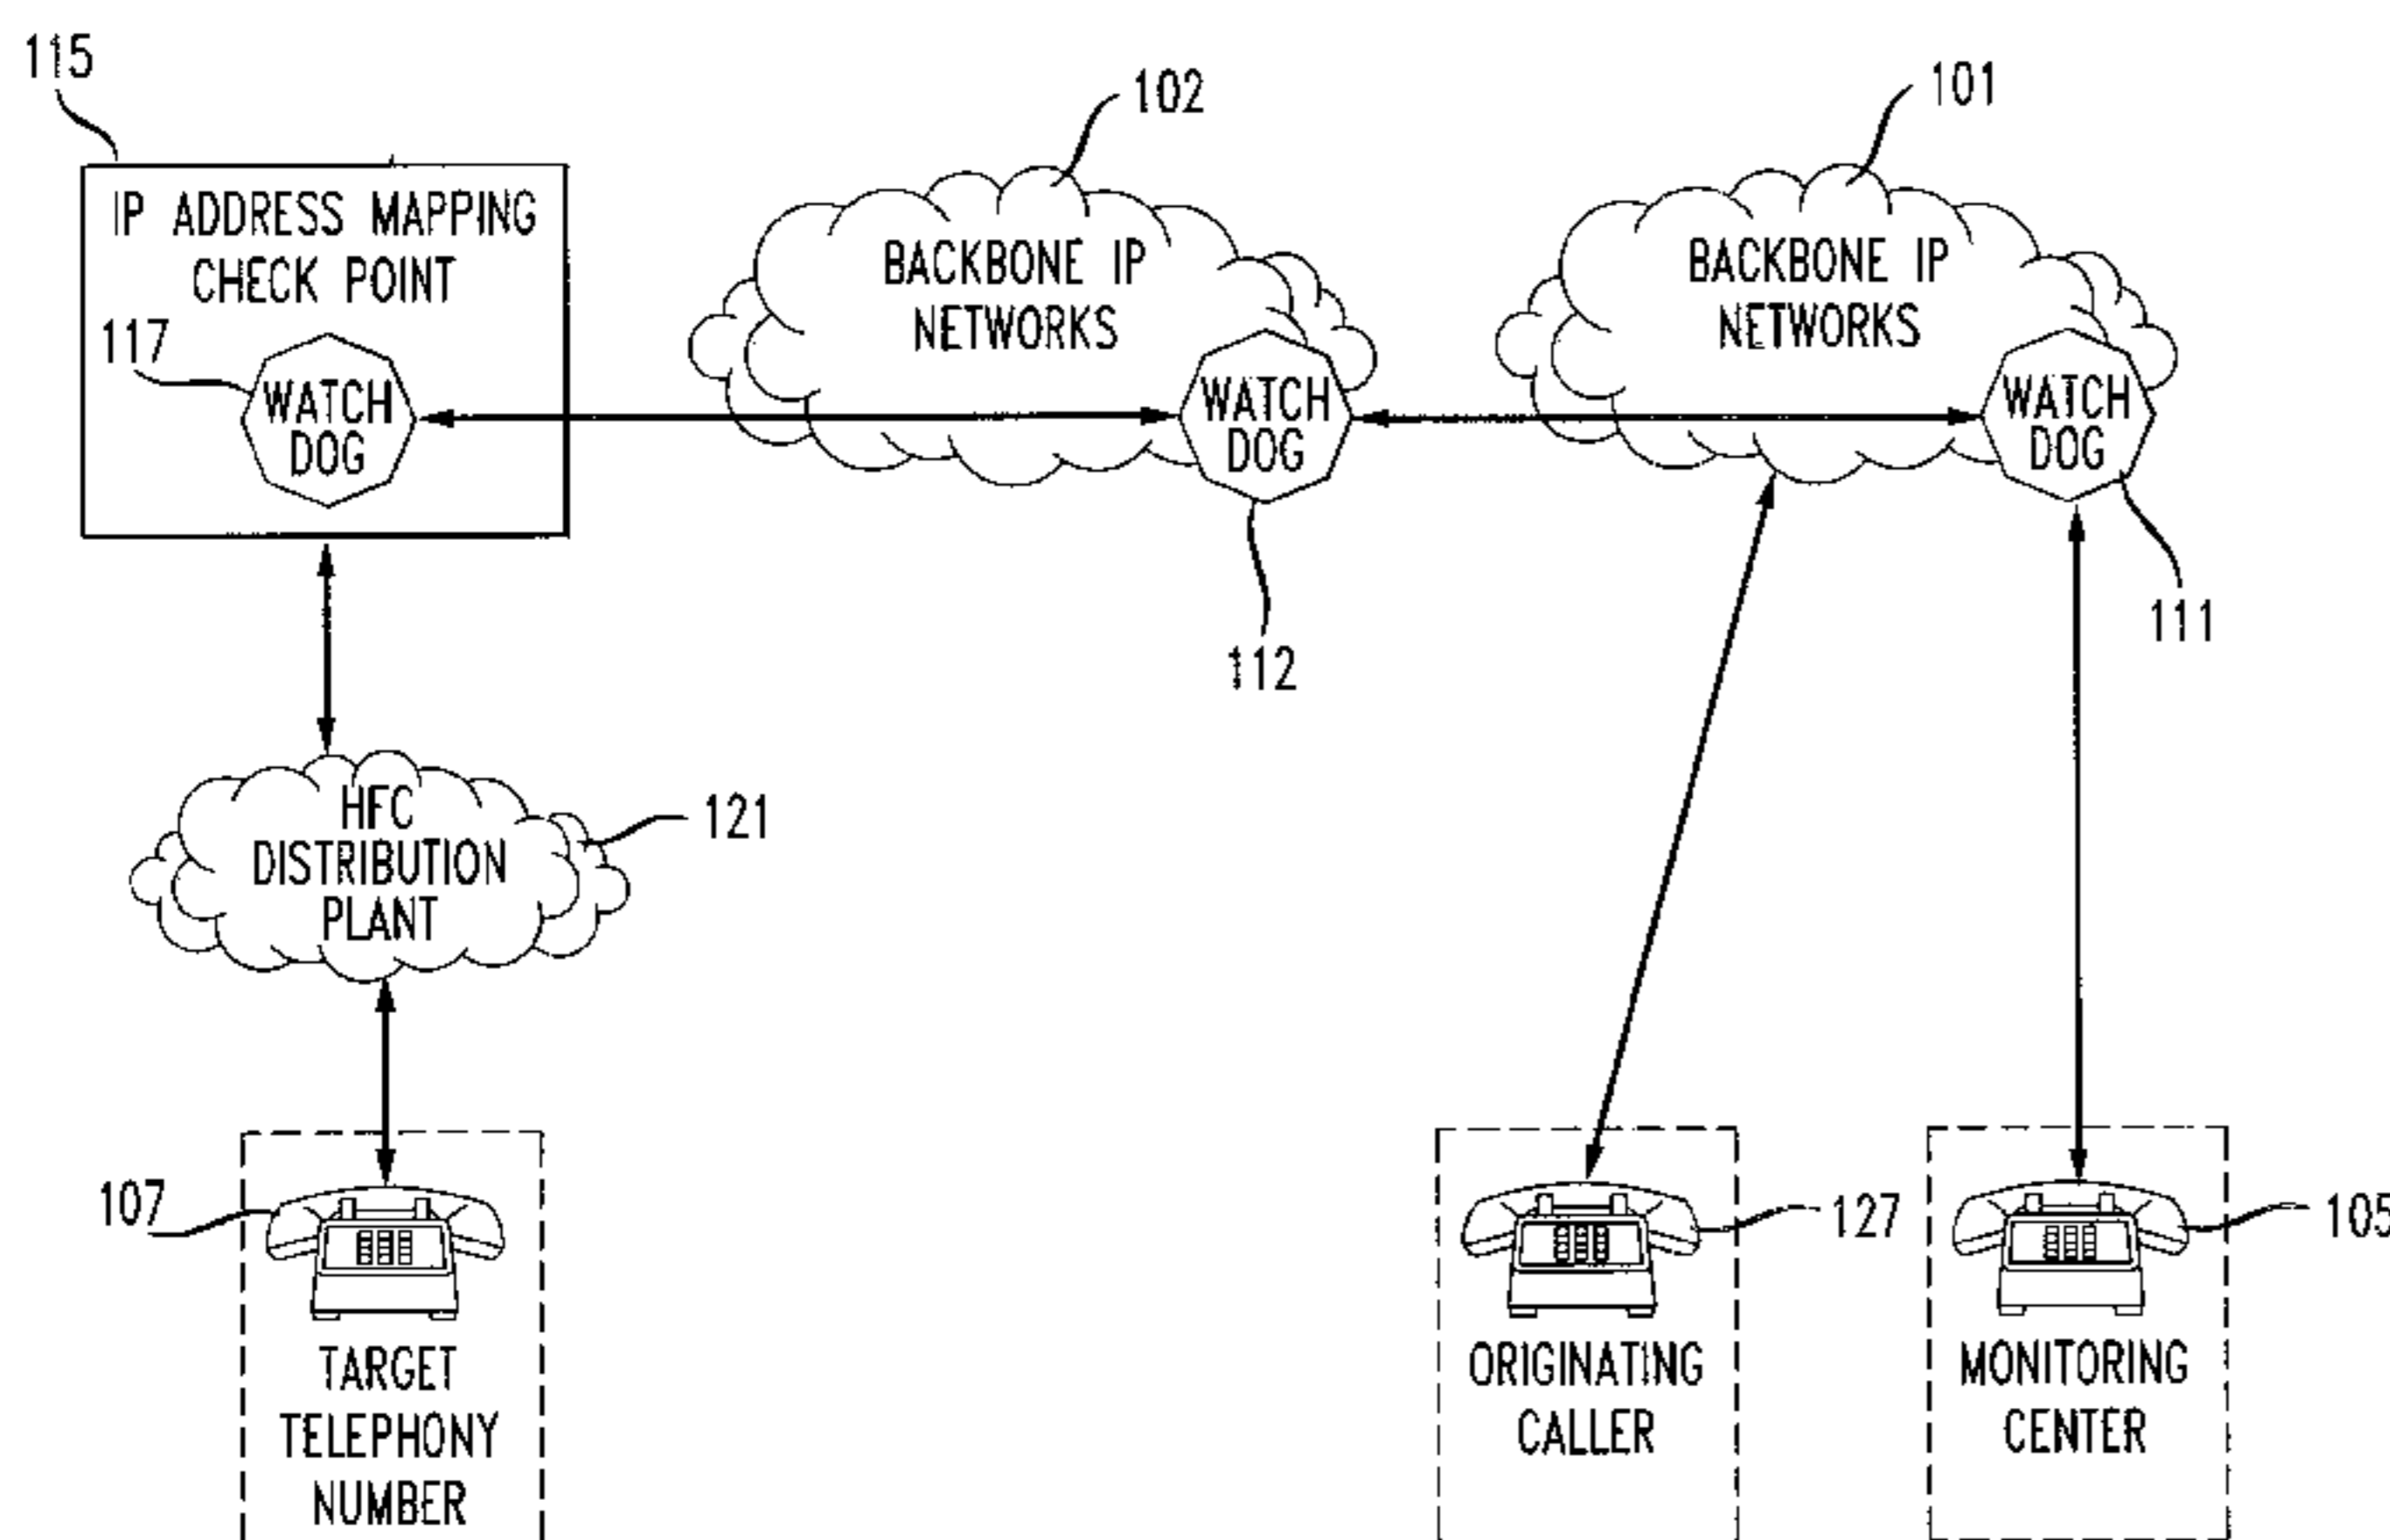 115
102
101
IP ADDRESS MAPPING
CHECK POINT
BACKBONE IP
NETWORKS
BACKBONE IP
NETWORKS
117
WATCH
DOG
WATCH
DOG
WATCH
DOG
112
111
HFC
DISTRIBUTION
PLANT
121
107
127
105
TARGET
TELEPHONY
NUMBER
ORIGINATING
CALLER
MONITORING
CENTER